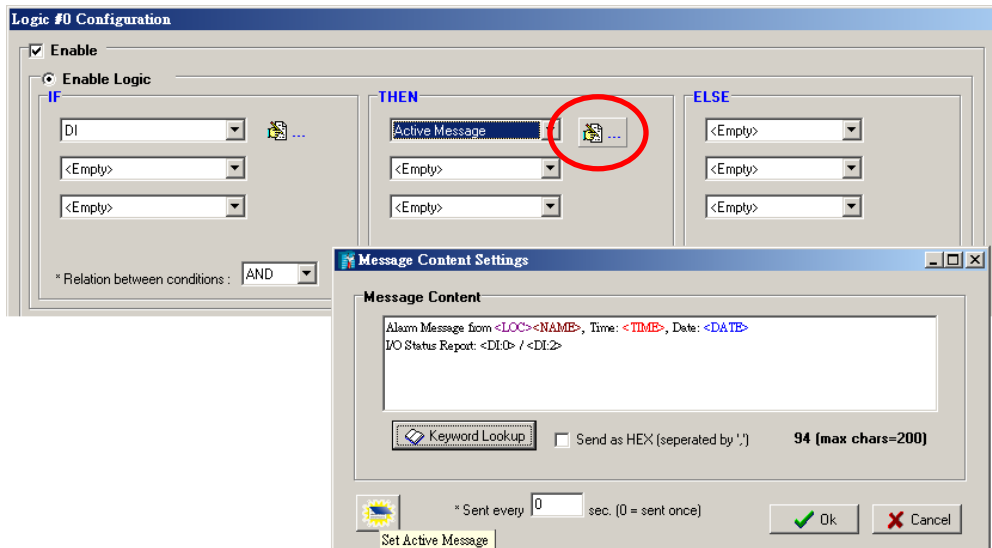 Logic #0 Configuration
Enable
Enable Logic
IF THEN ELSE
DI ... Active Message ... <Empty>
<Empty> <Empty> <Empty>
<Empty> <Empty> <Empty>
* Relation between conditions : AND
Message Content Settings
Message Content
Alarm Message from <LOC><NAME>, Time: <TIME>, Date: <DATE>
I/O Status Report: <DI:0> / <DI:2>
Keyword Lookup Send as HEX (seperated by ',') 94 (max chars=200)
* Sent every 0 sec. (0 = sent once) Ok Cancel
Set Active Message